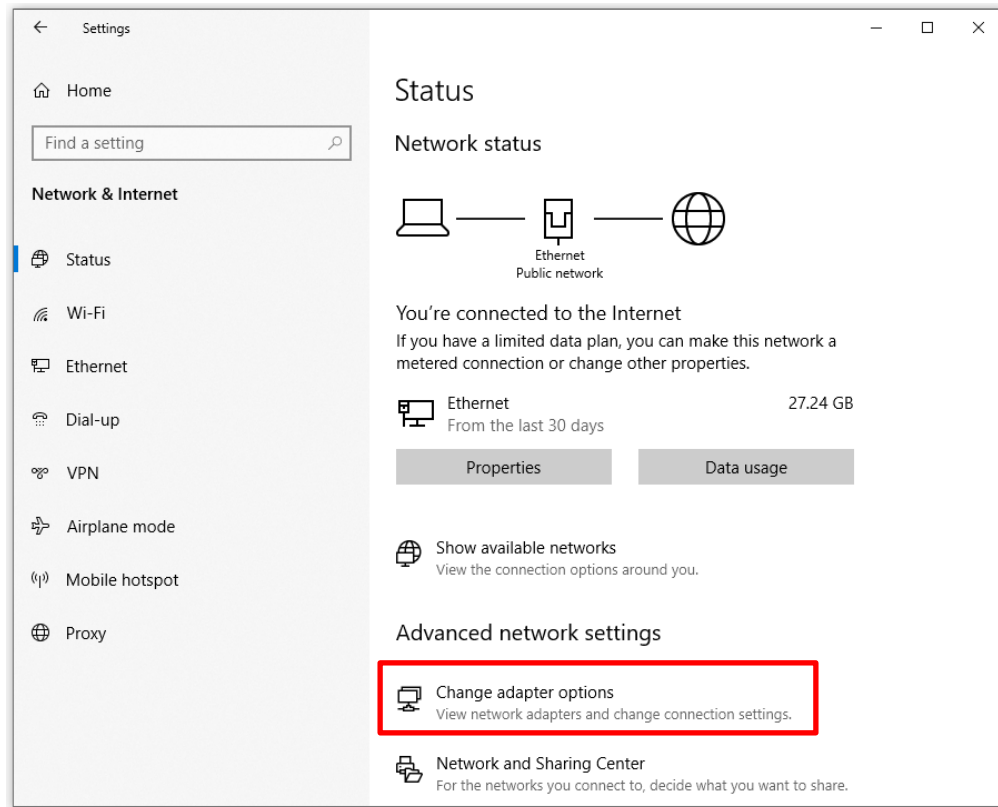 Settings
Home
Find a setting
Network & Internet
Status
Wi-Fi
Ethernet
Dial-up
VPN
Airplane mode
Mobile hotspot
Proxy
Status
Network status
Ethernet
Public network
You're connected to the Internet
If you have a limited data plan, you can make this network a
metered connection or change other properties.
Ethernet 27.24 GB
From the last 30 days
Properties Data usage
Show available networks
View the connection options around you.
Advanced network settings
Change adapter options
View network adapters and change connection settings.
Network and Sharing Center
For the networks you connect to, decide what you want to share.